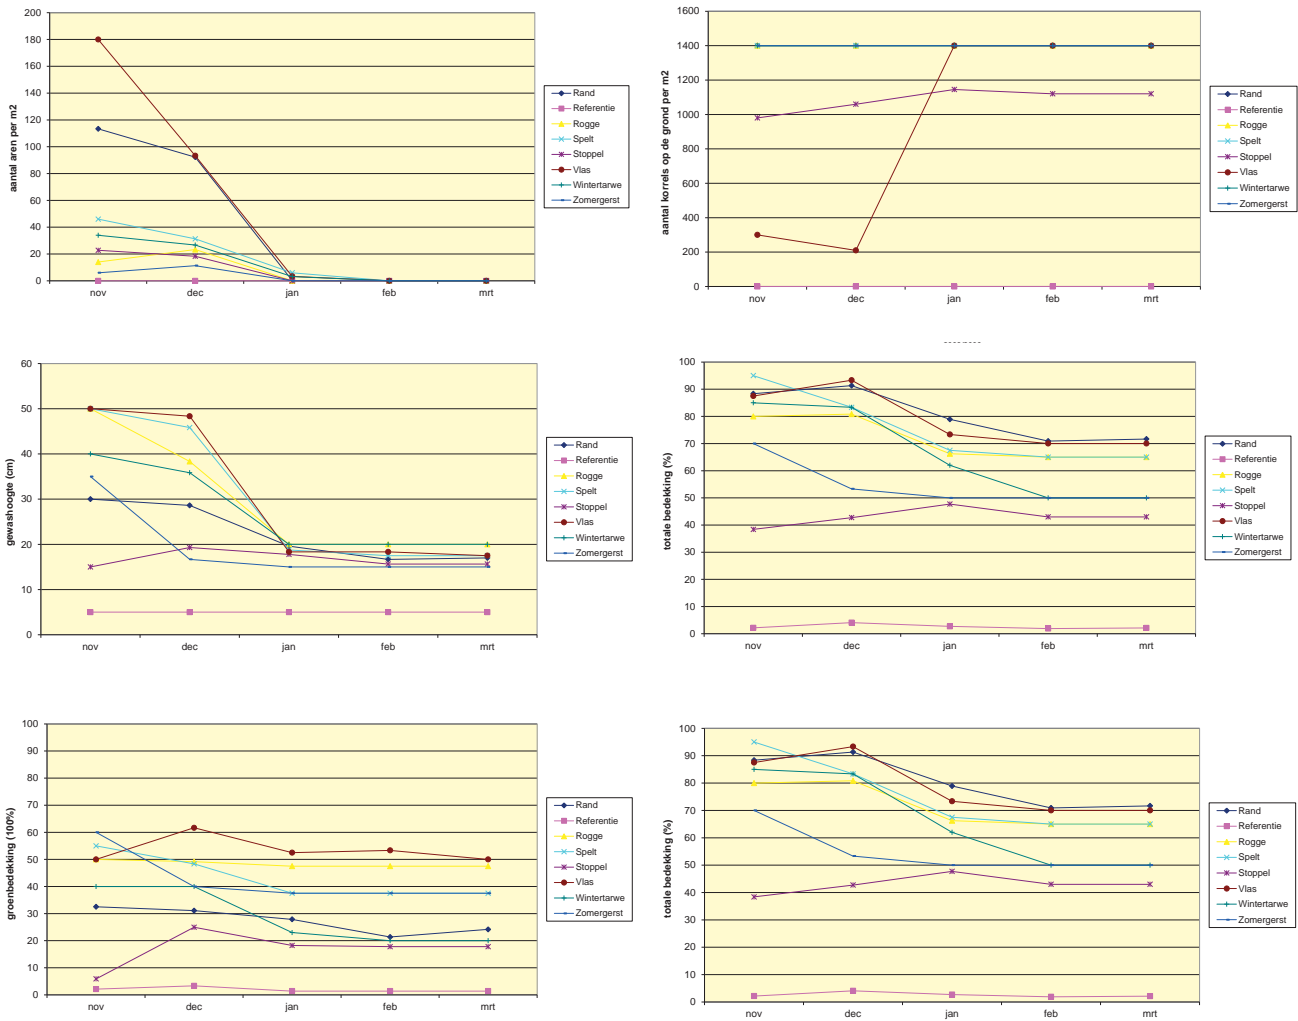 aantal aren per m2
200
180
160
140
120
100
80
60
40
20
0
nov dec jan feb mrt
Rand
Referentie
Rogge
Spelt
Stoppel
Vlas
Wintertarwe
Zomergerst
aantal korrels op de grond per m2
1600
1400
1200
1000
800
600
400
200
0
nov dec jan feb mrt
Rand
Referentie
Rogge
Spelt
Stoppel
Vlas
Wintertarwe
Zomergerst
gewashoogte (cm)
60
50
40
30
20
10
0
nov dec jan feb mrt
Rand
Referentie
Rogge
Spelt
Stoppel
Vlas
Wintertarwe
Zomergerst
totale bedekking (%)
100
90
80
70
60
50
40
30
20
10
0
nov dec jan feb mrt
Rand
Referentie
Rogge
Spelt
Stoppel
Vlas
Wintertarwe
Zomergerst
groenbedekking (100%)
100
90
80
70
60
50
40
30
20
10
0
nov dec jan feb mrt
Rand
Referentie
Rogge
Spelt
Stoppel
Vlas
Wintertarwe
Zomergerst
totale bedekking (%)
100
90
80
70
60
50
40
30
20
10
0
nov dec jan feb mrt
Rand
Referentie
Rogge
Spelt
Stoppel
Vlas
Wintertarwe
Zomergerst